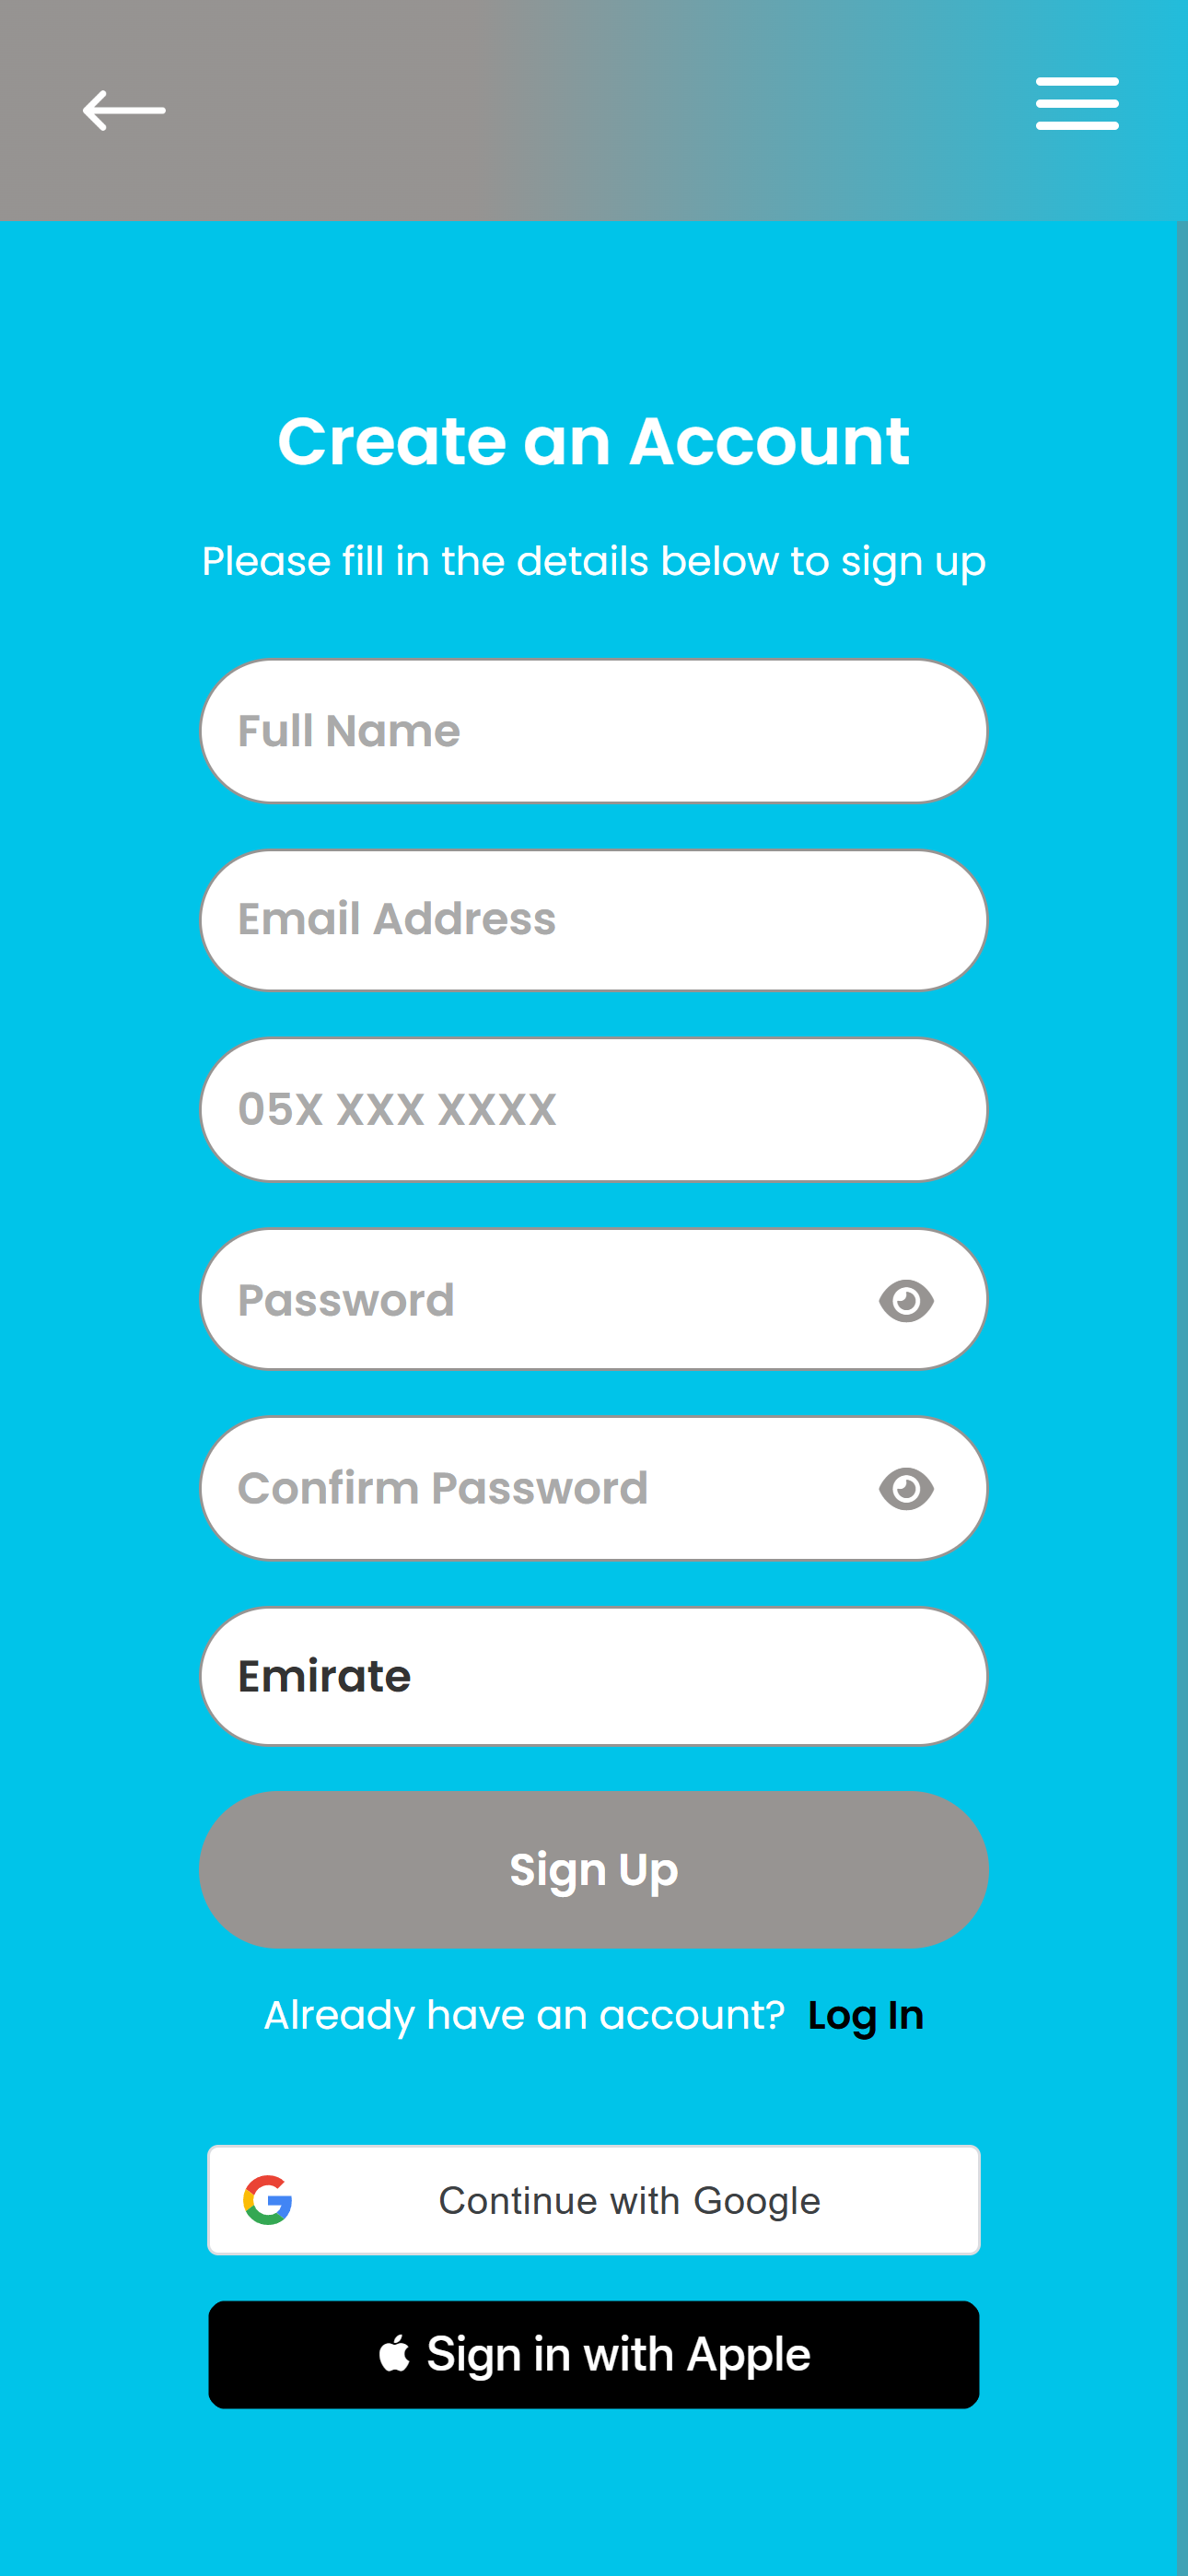 Create an Account
Please fill in the details below to sign up
Full Name
Email Address
05X XXX XXXX
Password
Confirm Password
Emirate
Sign Up
Already have an account? Log In
Continue with Google
Sign in with Apple